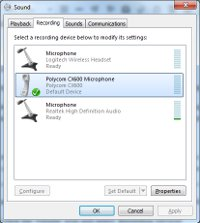 Sound
Playback Recording Sounds Communications
Select a recording device below to modify its settings:
Microphone
Logitech Wireless Headset
Ready
Polycom CX600 Microphone
Polycom CX600
Default Device
Microphone
Realtek High Definition Audio
Ready
Configure Set Default Properties
OK Cancel Apply